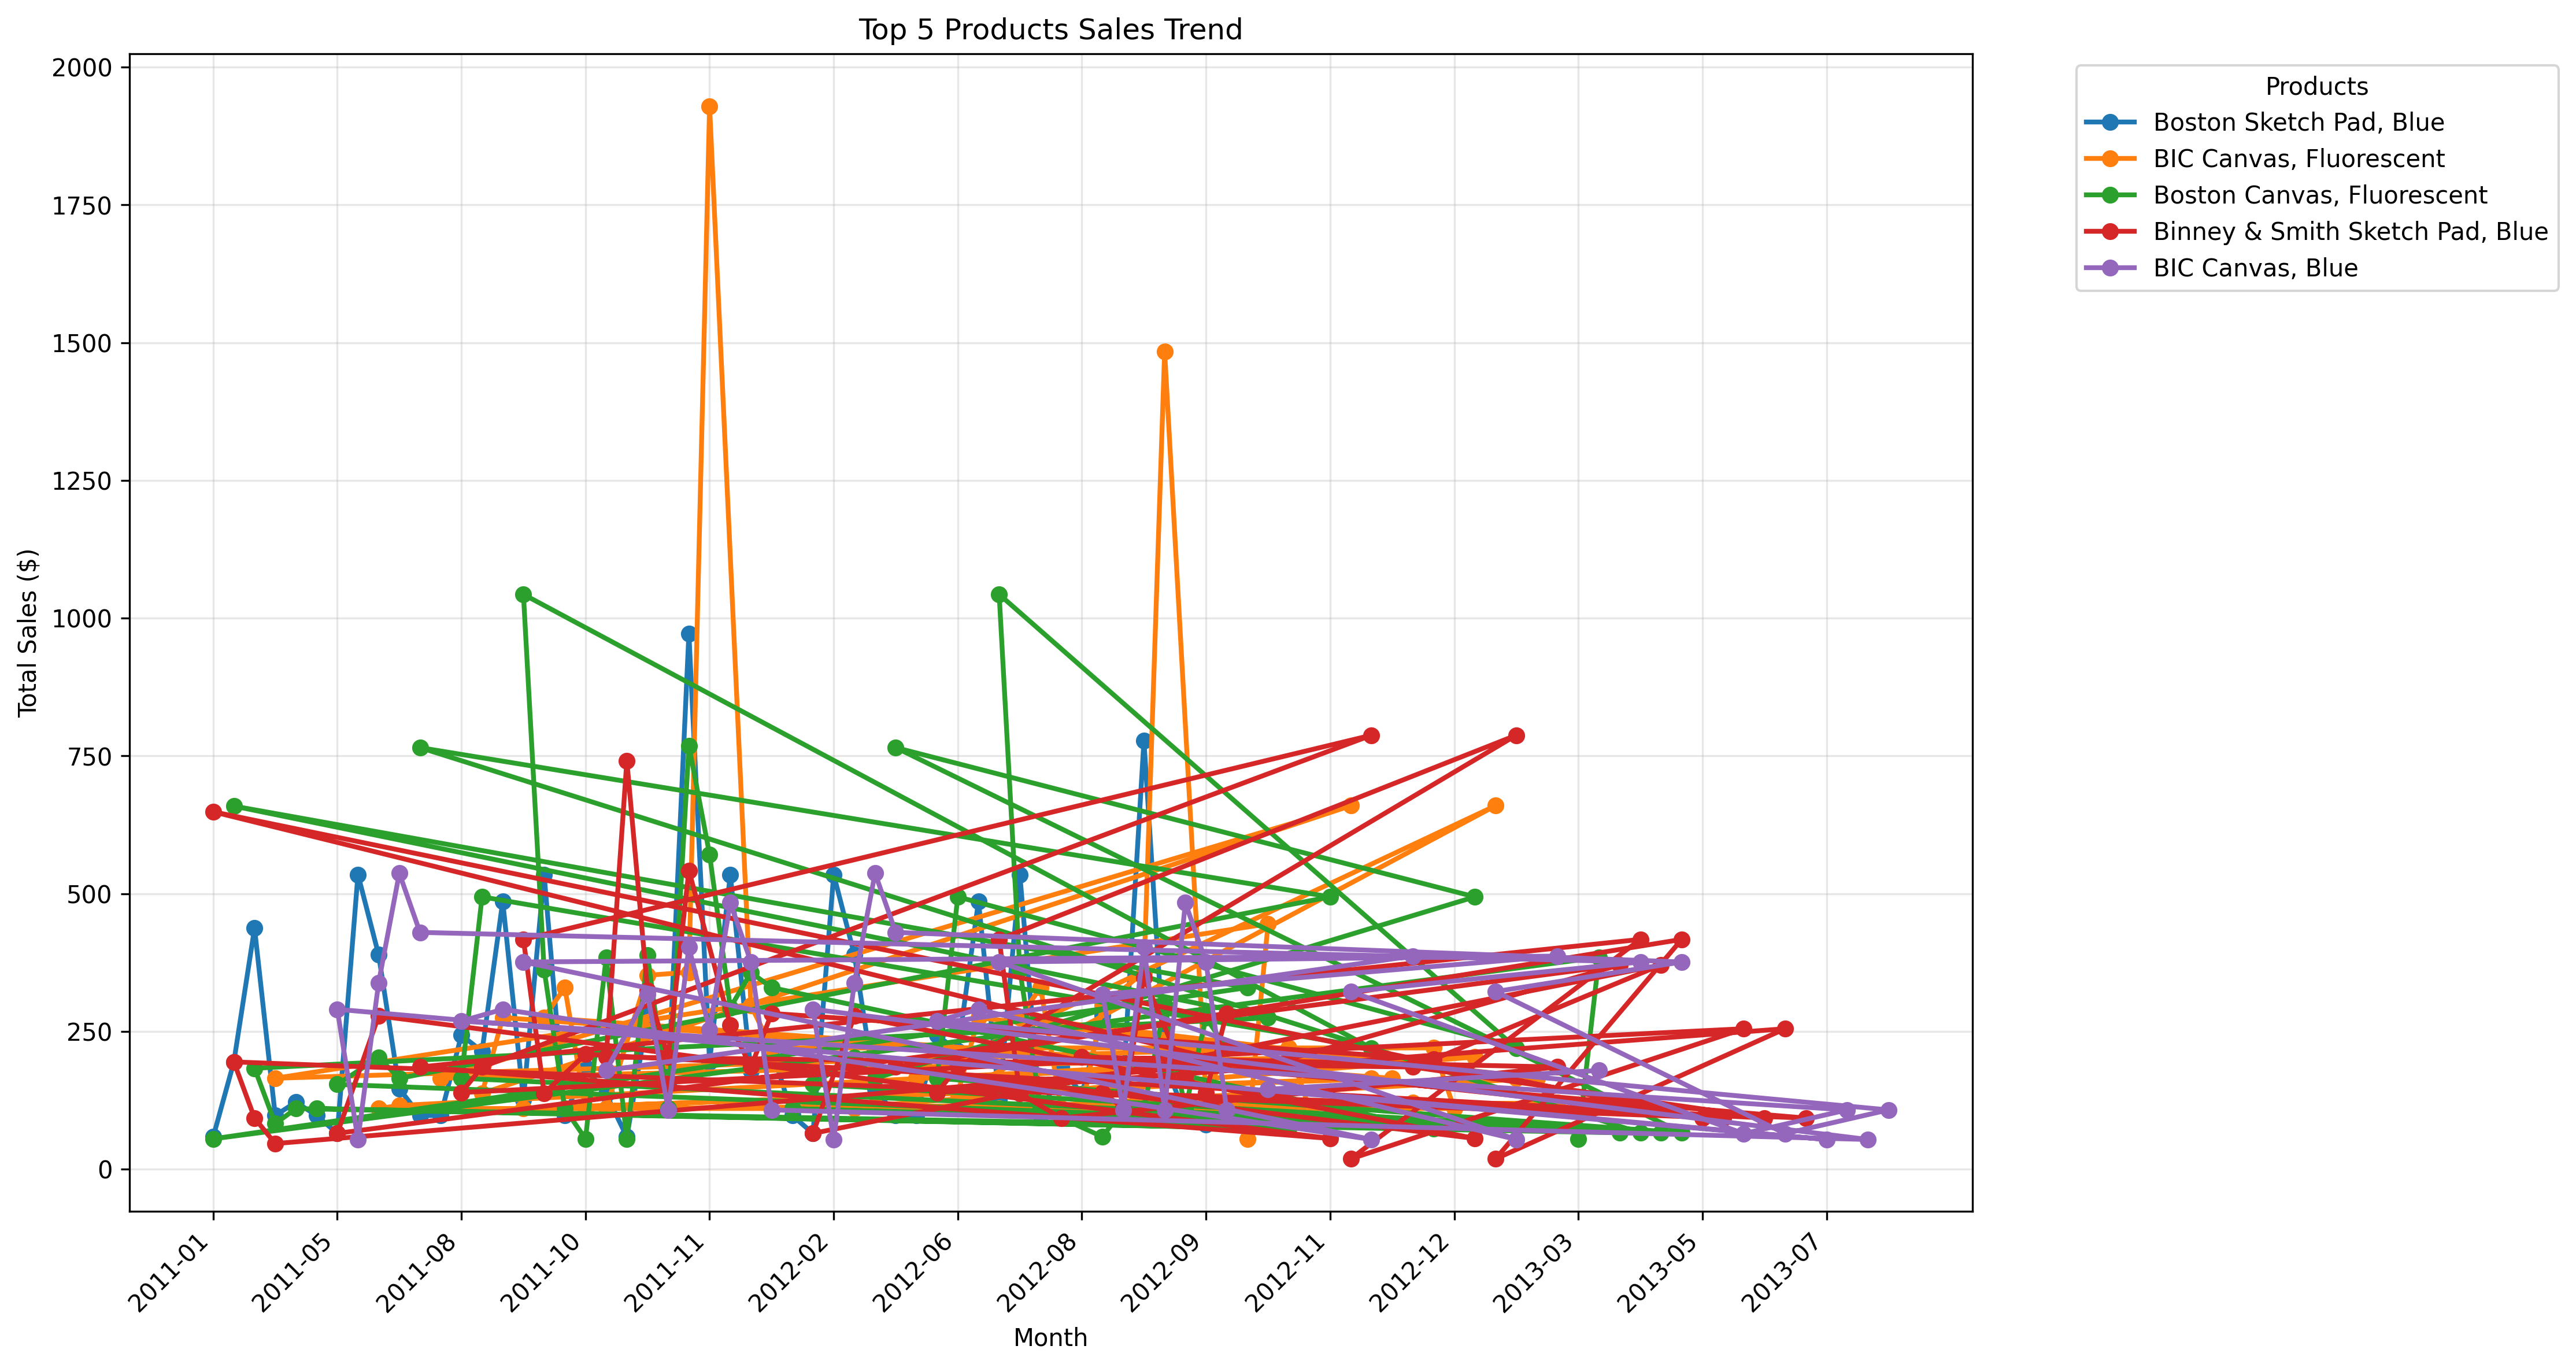 Top 5 Products Sales Trend
2000
1750
1500
1250
1000
750
500
250
0
Total Sales ($)
2011-01
2011-05
2011-08
2011-10
2011-11
2012-02
2012-06
2012-08
2012-09
2012-11
2012-12
2013-03
2013-05
2013-07
Month
Products
Boston Sketch Pad, Blue
BIC Canvas, Fluorescent
Boston Canvas, Fluorescent
Binney & Smith Sketch Pad, Blue
BIC Canvas, Blue